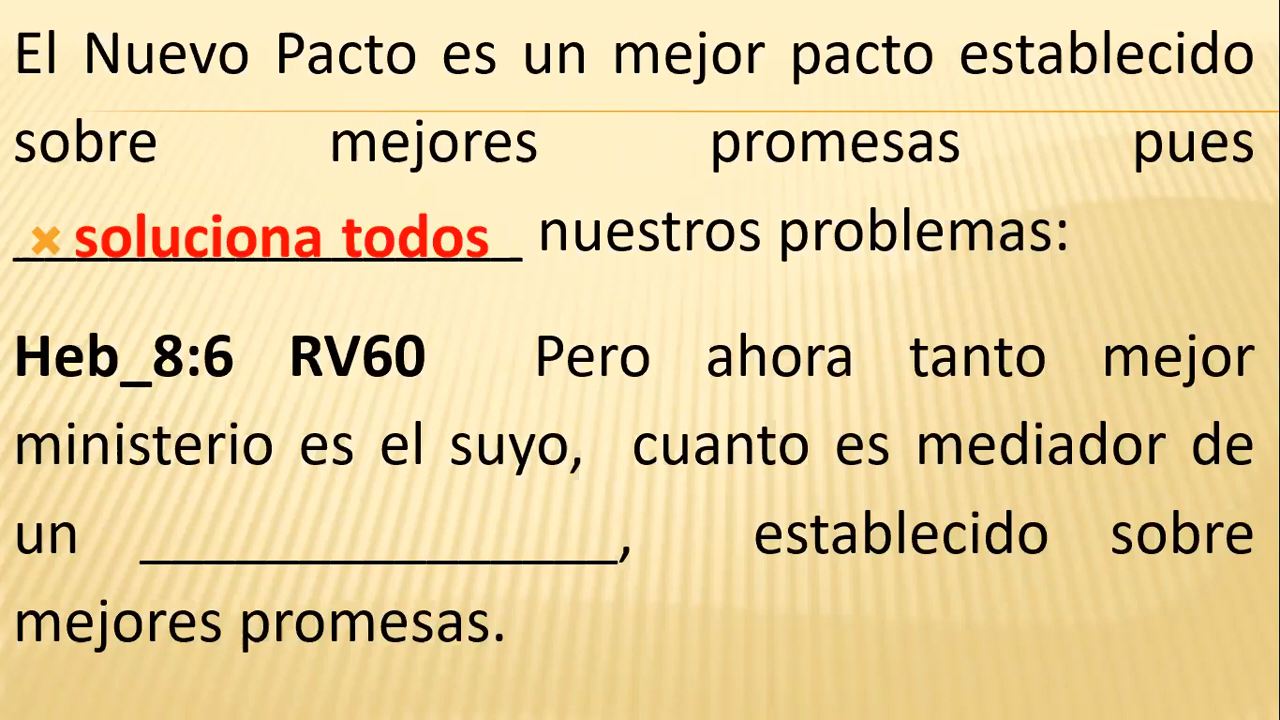 El Nuevo Pacto es un mejor pacto establecido
sobre mejores promesas pues
soluciona todos nuestros problemas:
Heb_8:6 RV60 Pero ahora tanto mejor
ministerio es el suyo, cuanto es mediador de
un _______________, establecido sobre
mejores promesas.